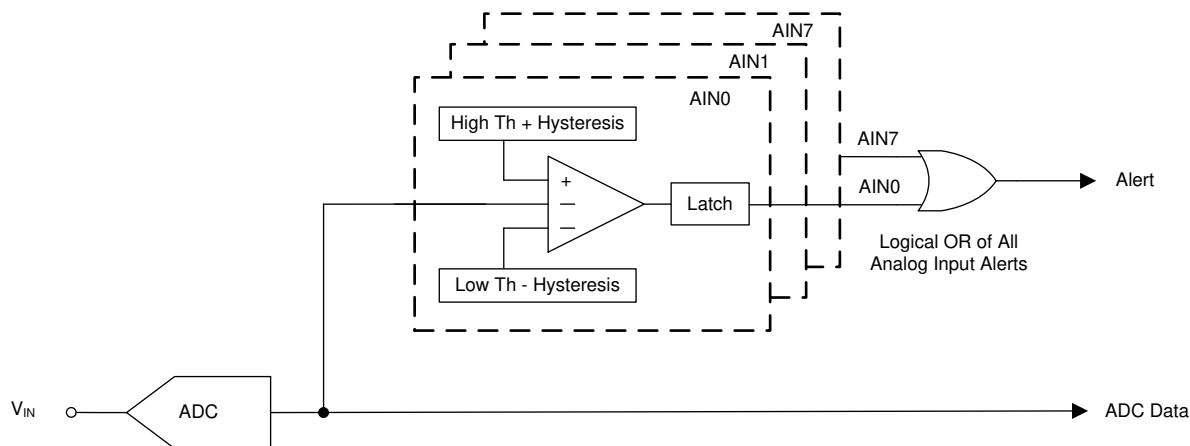 AIN7
AIN1
AIN0
High Th + Hysteresis
+
—
—
Latch
Low Th - Hysteresis
AIN7
AIN0
Alert
Logical OR of All
Analog Input Alerts
VIN
ADC
ADC Data